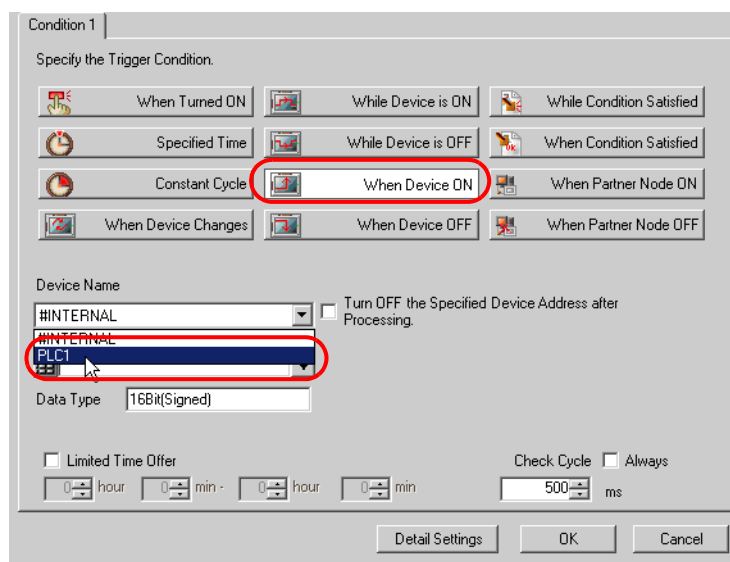 Condition 1
Specify the Trigger Condition.
When Turned ON While Device is ON While Condition Satisfied
Specified Time While Device is OFF When Condition Satisfied
Constant Cycle When Device ON When Partner Node ON
When Device Changes When Device OFF When Partner Node OFF
Device Name
#INTERNAL Turn OFF the Specified Device Address after
Processing.
#INTERNAL
PLC1
Data Type 16Bit(Signed)
Limited Time Offer Check Cycle Always
0 hour 0 min - 0 hour 0 min 500 ms
Detail Settings OK Cancel